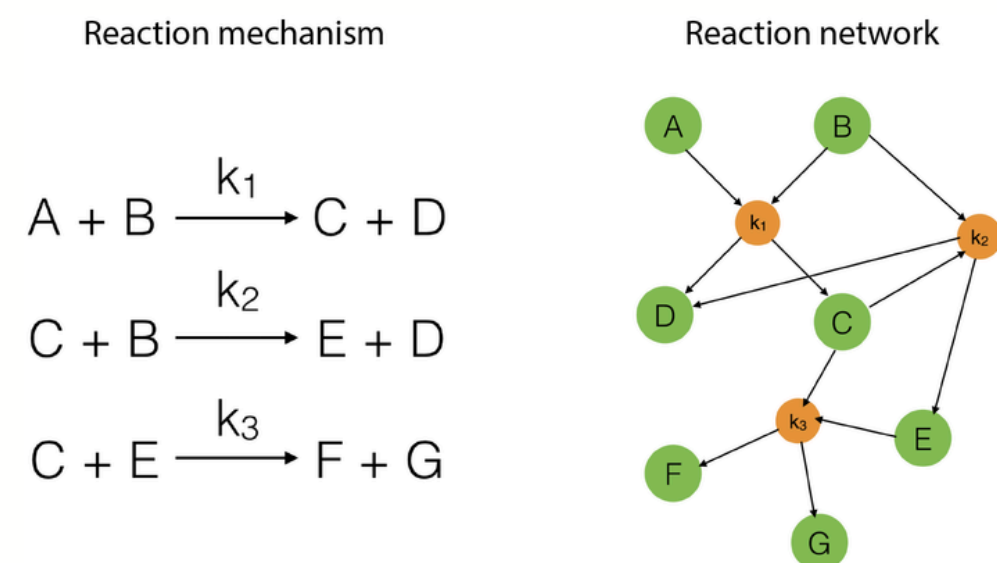 Reaction mechanism
A + B k₁ → C + D
C + B k₂ → E + D
C + E k₃ → F + G
Reaction network
A
B
k₁
k₂
D
C
k₃
E
F
G